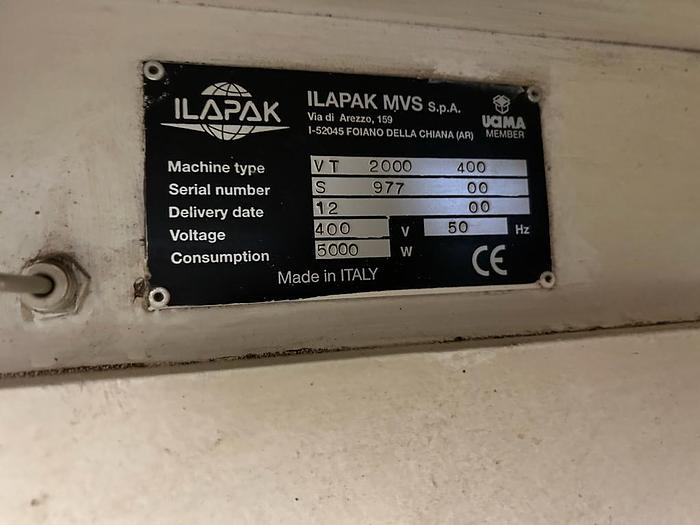 ILAPAK
ILAPAK MVS S.p.A.
Via di Arezzo, 159
I-52045 FOIANO DELLA CHIANA (AR)
UCIMA
MEMBER
Machine type VT 2000 400
Serial number S 977 00
Delivery date 12 00
Voltage 400 V 50 Hz
Consumption 5000 W
CE
Made in ITALY